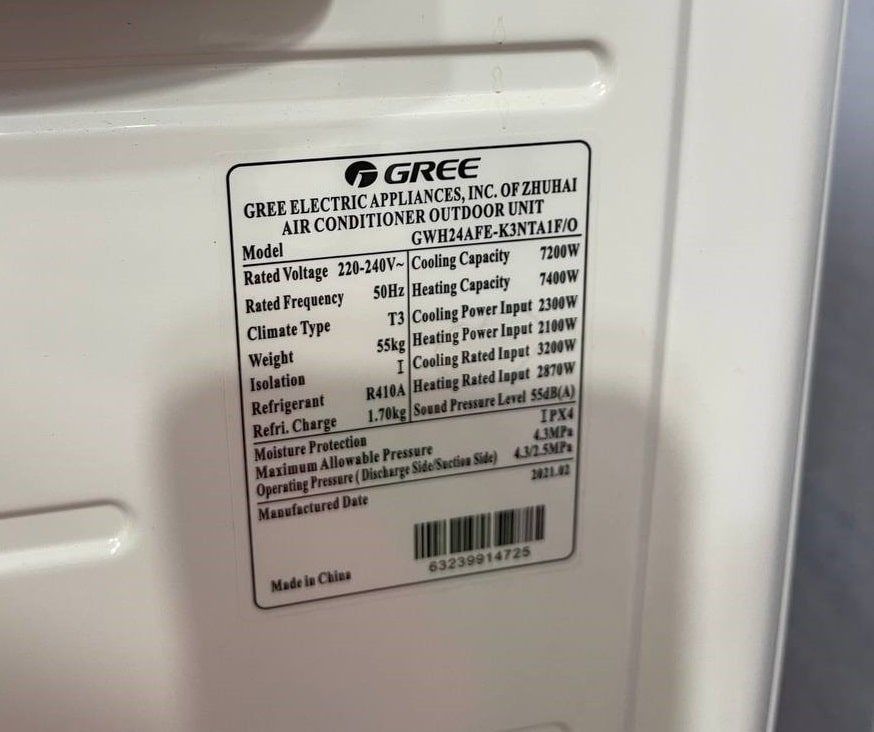 GREE
GREE ELECTRIC APPLIANCES, INC. OF ZHUHAI
AIR CONDITIONER OUTDOOR UNIT
Model GWH24AFE-K3NTA1F/O
Rated Voltage 220-240V~ Cooling Capacity 7200W
Rated Frequency 50Hz Heating Capacity 7400W
Climate Type T3 Cooling Power Input 2300W
Weight 55kg Heating Power Input 2100W
Isolation I Cooling Rated Input 3200W
Refrigerant R410A Heating Rated Input 2870W
Refri. Charge 1.70kg Sound Pressure Level 55dB(A)
Moisture Protection IPX4
Maximum Allowable Pressure 4.3MPa
Operating Pressure (Discharge Side/Suction Side) 4.3/2.5MPa
Manufactured Date 2021.02
63239914725
Made in China